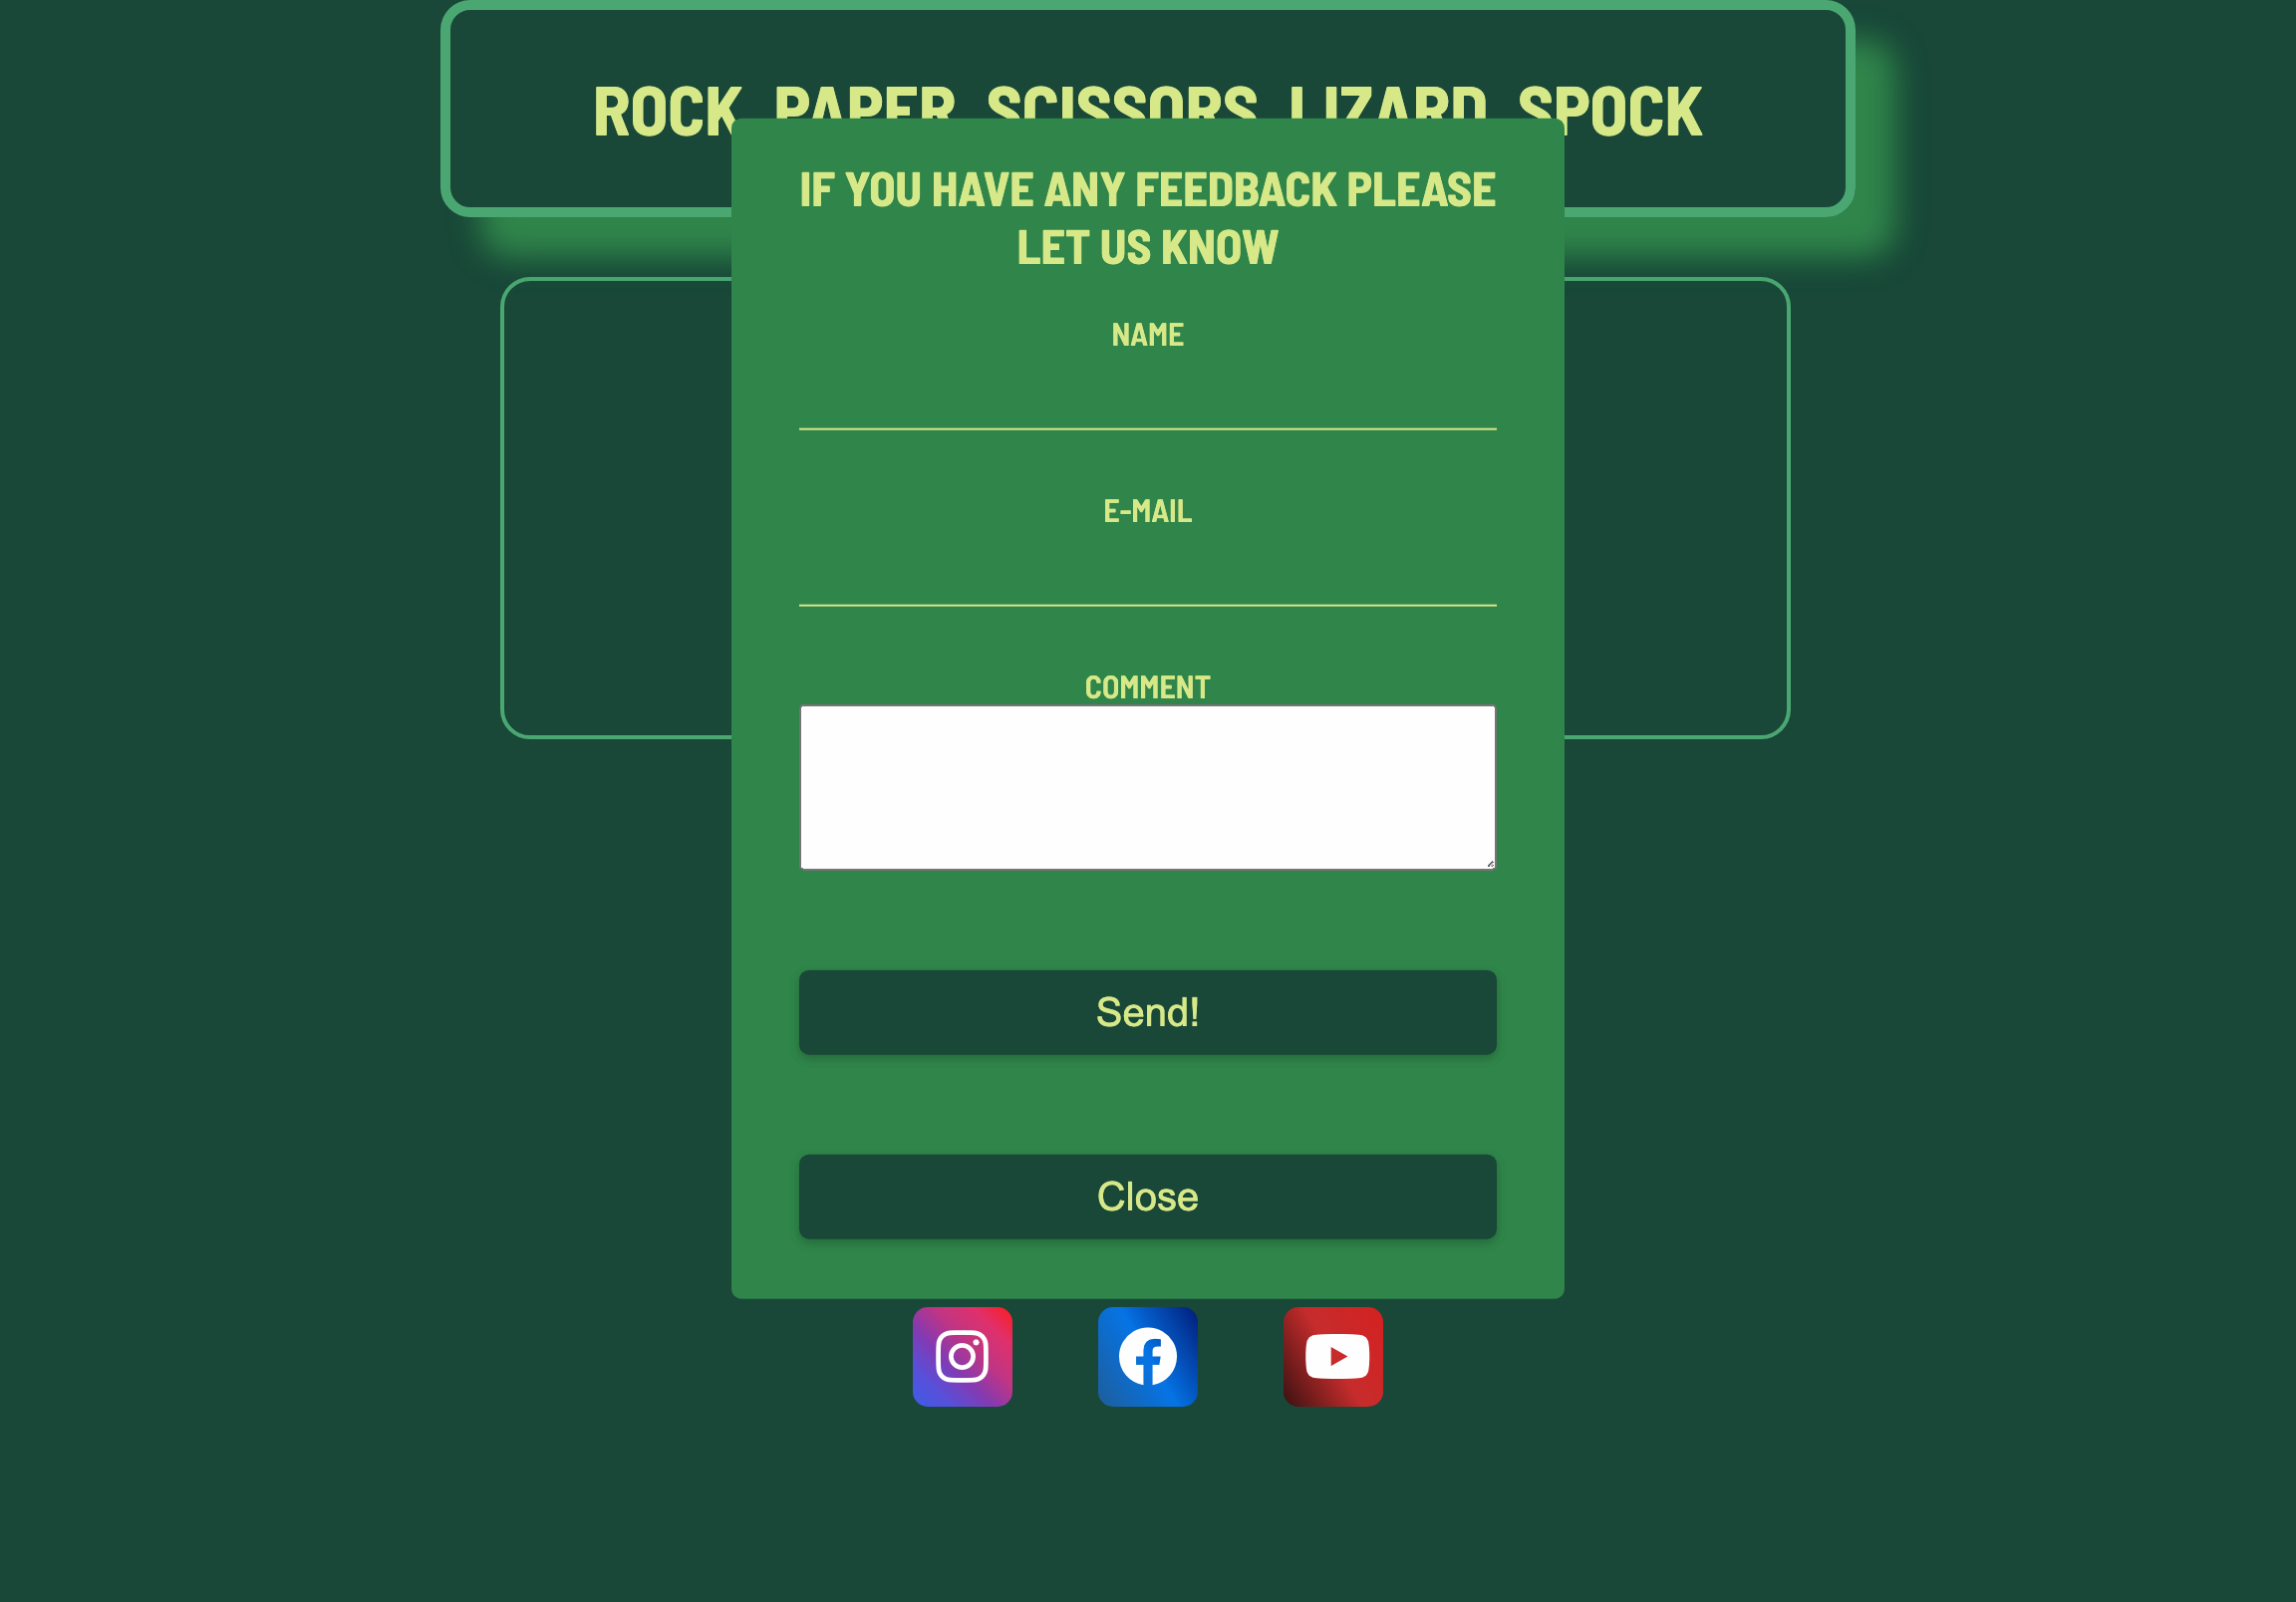 ROCK PAPER SCISSORS LIZARD SPOCK
IF YOU HAVE ANY FEEDBACK PLEASE
LET US KNOW
NAME
E-MAIL
COMMENT
Send!
Close